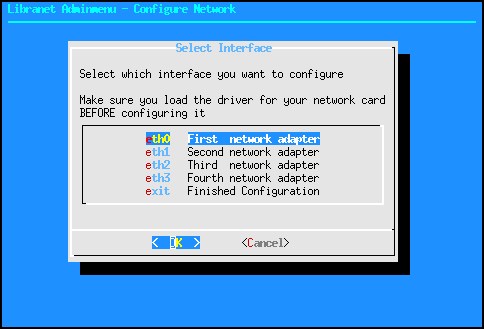 Libranet Adminmenu - Configure Network
Select Interface
Select which interface you want to configure
Make sure you load the driver for your network card
BEFORE configuring it
eth0 First network adapter
eth1 Second network adapter
eth2 Third network adapter
eth3 Fourth network adapter
exit Finished Configuration
< OK > <Cancel>